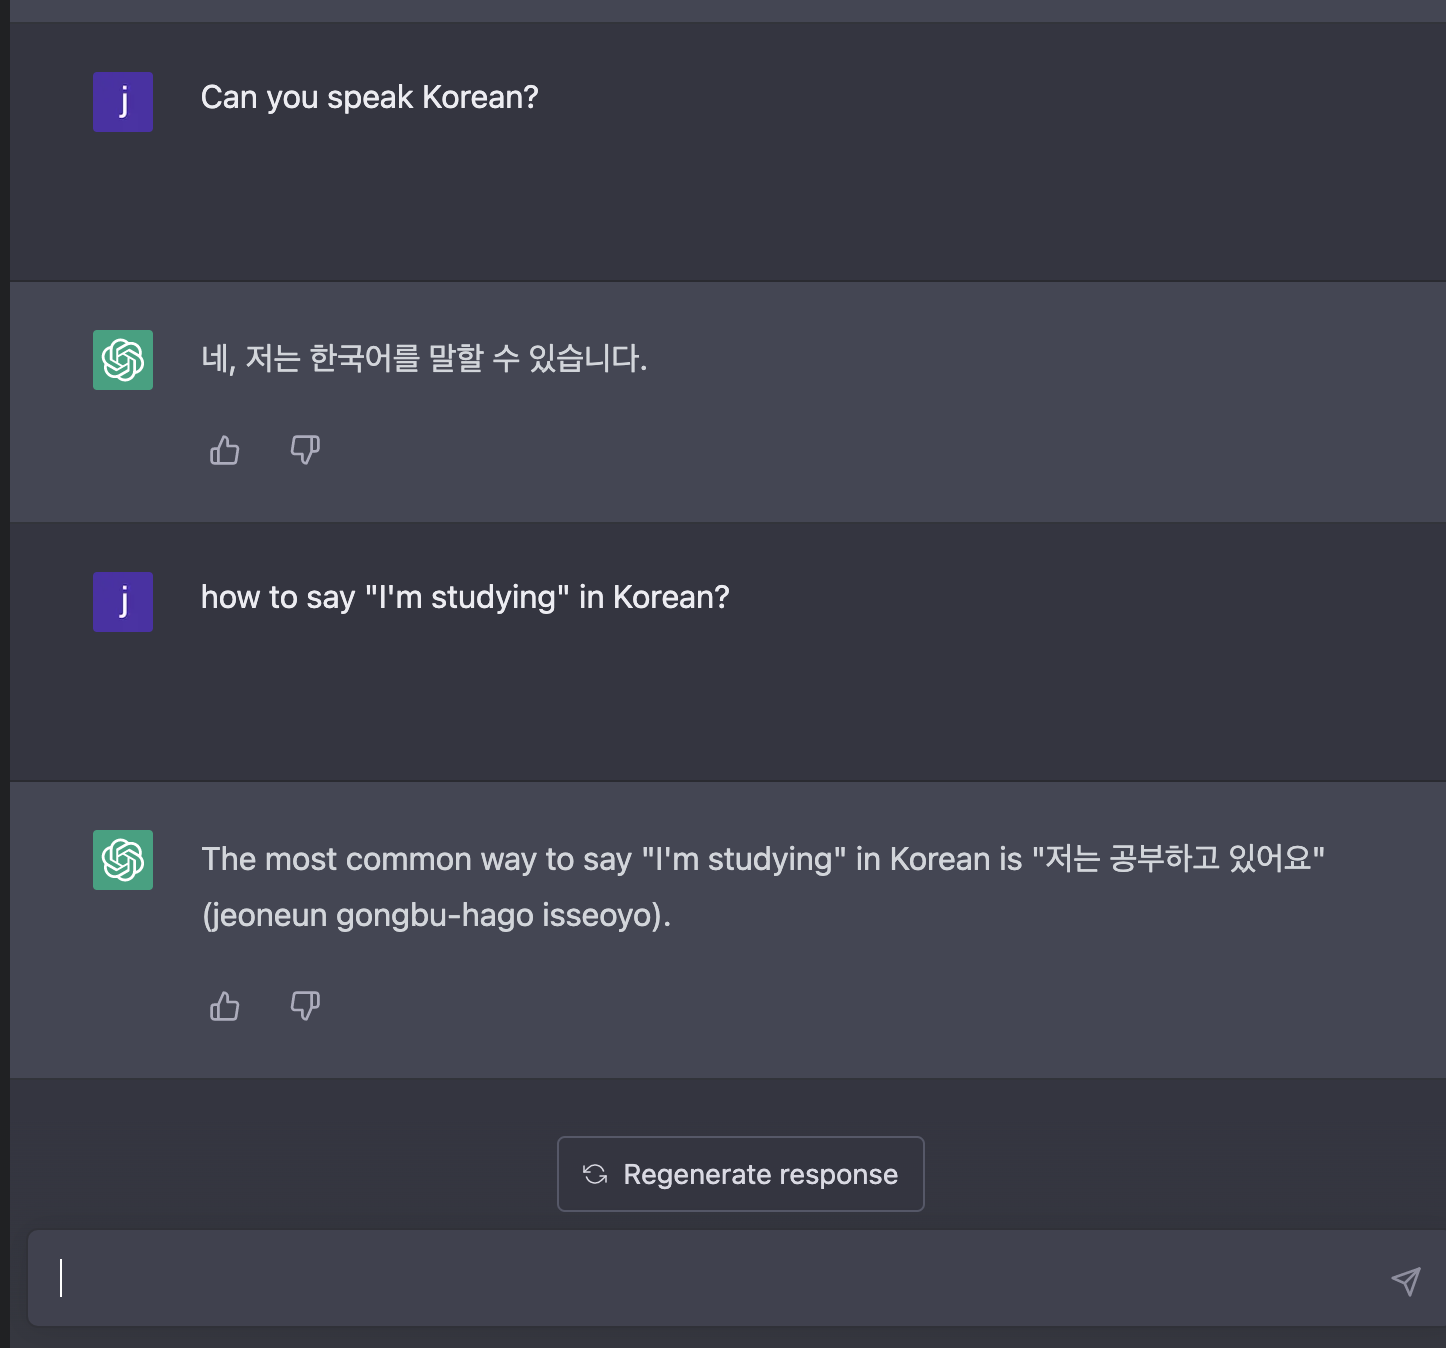 j
Can you speak Korean?
네, 저는 한국어를 말할 수 있습니다.
j
how to say "I'm studying" in Korean?
The most common way to say "I'm studying" in Korean is "저는 공부하고 있어요"
(jeoneun gongbu-hago isseoyo).
Regenerate response